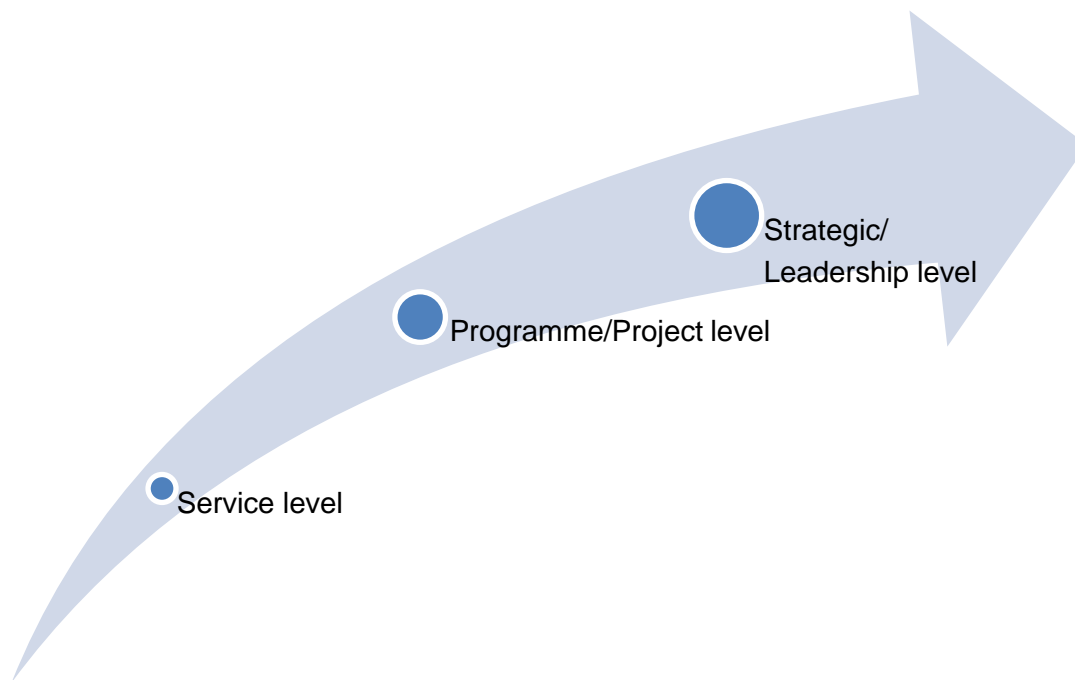 Strategic/
Leadership level
Programme/Project level
Service level